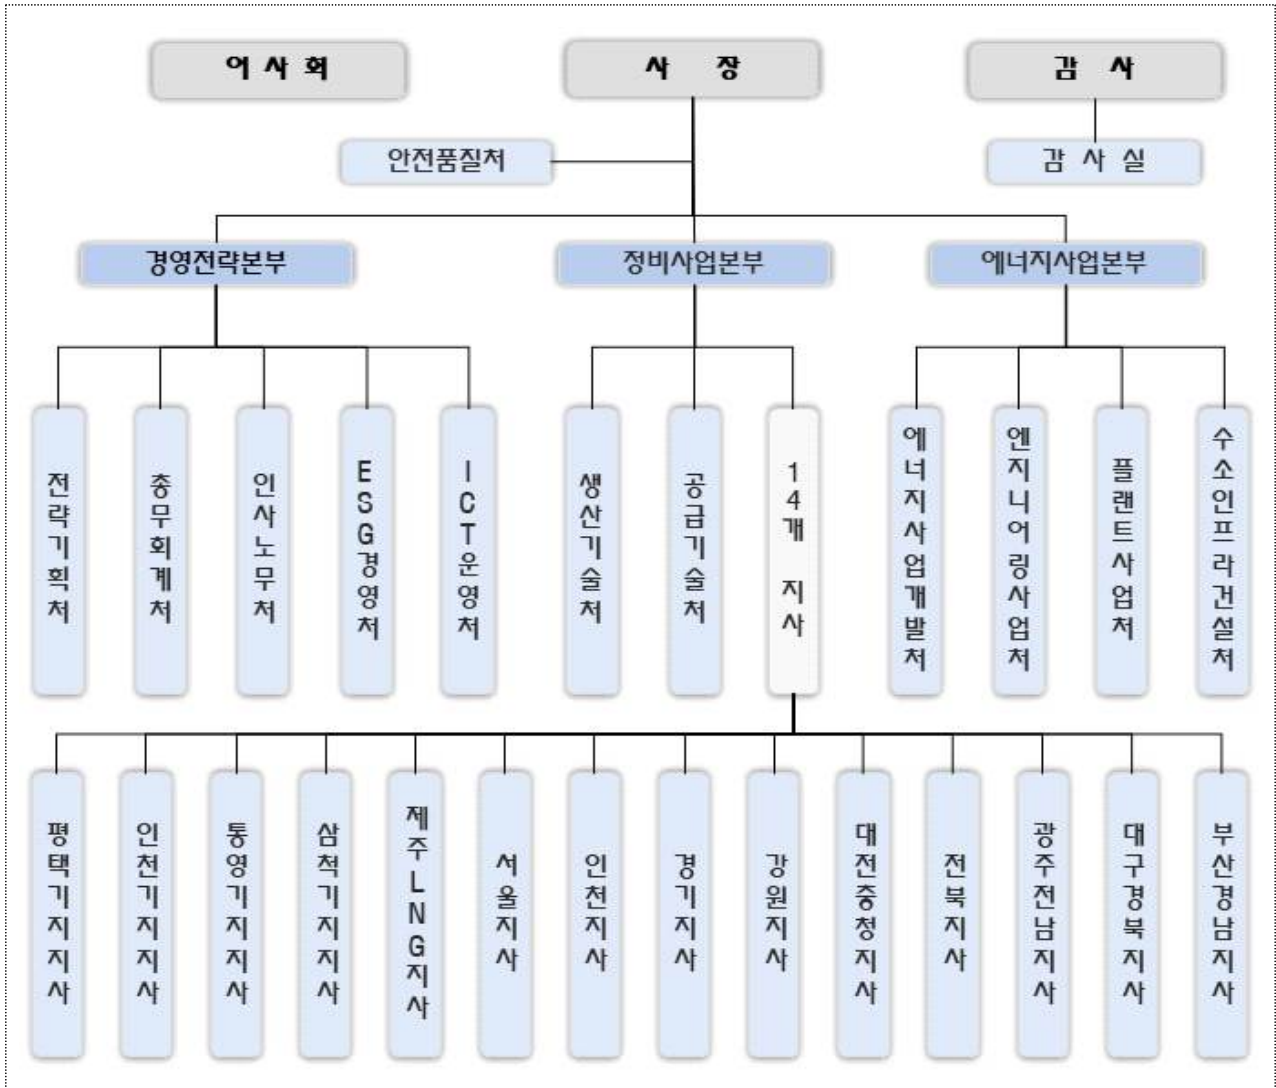 이 사 회
사 장
감 사
안전품질처
감 사 실
경영전략본부
정비사업본부
에너지사업본부
전략기획처
총무회계처
인사노무처
ESG경영처
ICT운영처
생산기술처
공급기술처
14개 지사
에너지사업개발처
엔지니어링사업처
플랜트사업처
수소인프라건설처
평택기지지사
인천기지지사
통영기지지사
삼척기지지사
제주LNG지사
서울지사
인천지사
경기지사
강원지사
대전충청지사
전북지사
광주전남지사
대구경북지사
부산경남지사